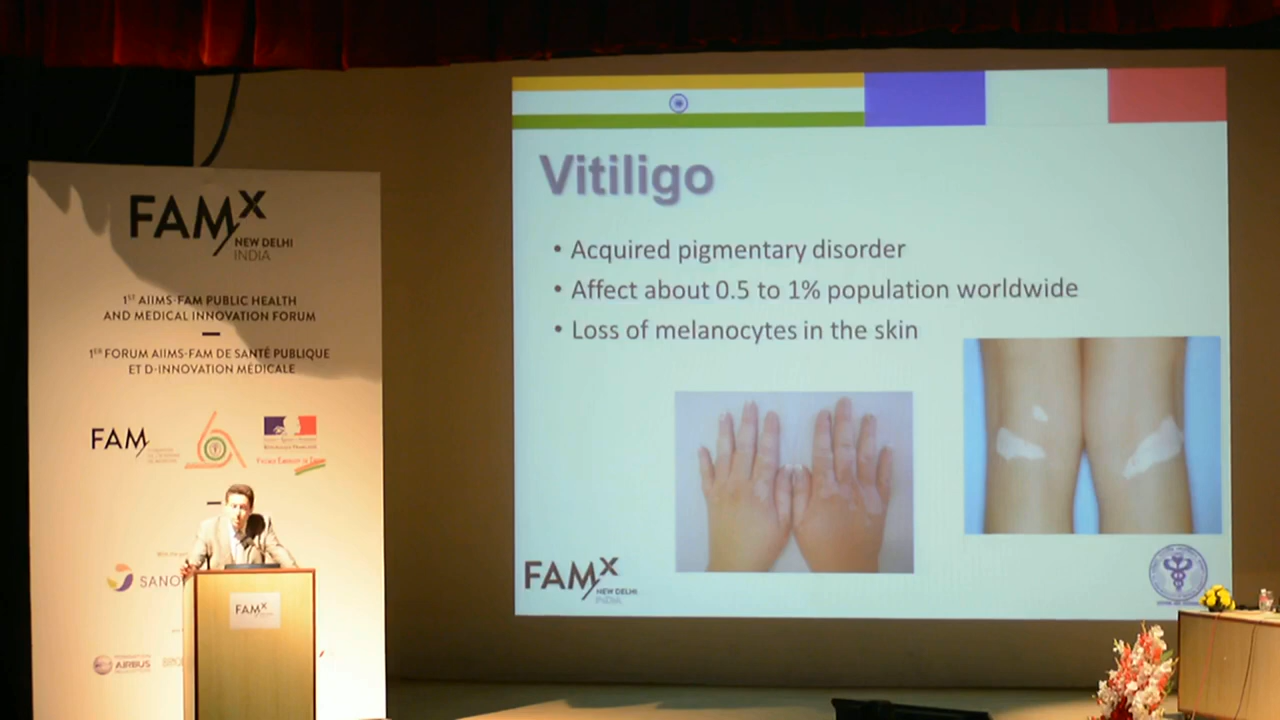 FAMX
NEW DELHI
INDIA
1ST AIIMS-FAM PUBLIC HEALTH
AND MEDICAL INNOVATION FORUM
1ER FORUM AIIMS-FAM DE SANTÉ PUBLIQUE
ET D-INNOVATION MÉDICALE
FAM
SANO
AIRBUS
FAMX
Vitiligo
• Acquired pigmentary disorder
• Affect about 0.5 to 1% population worldwide
• Loss of melanocytes in the skin
FAMX
NEW DELHI
INDIA